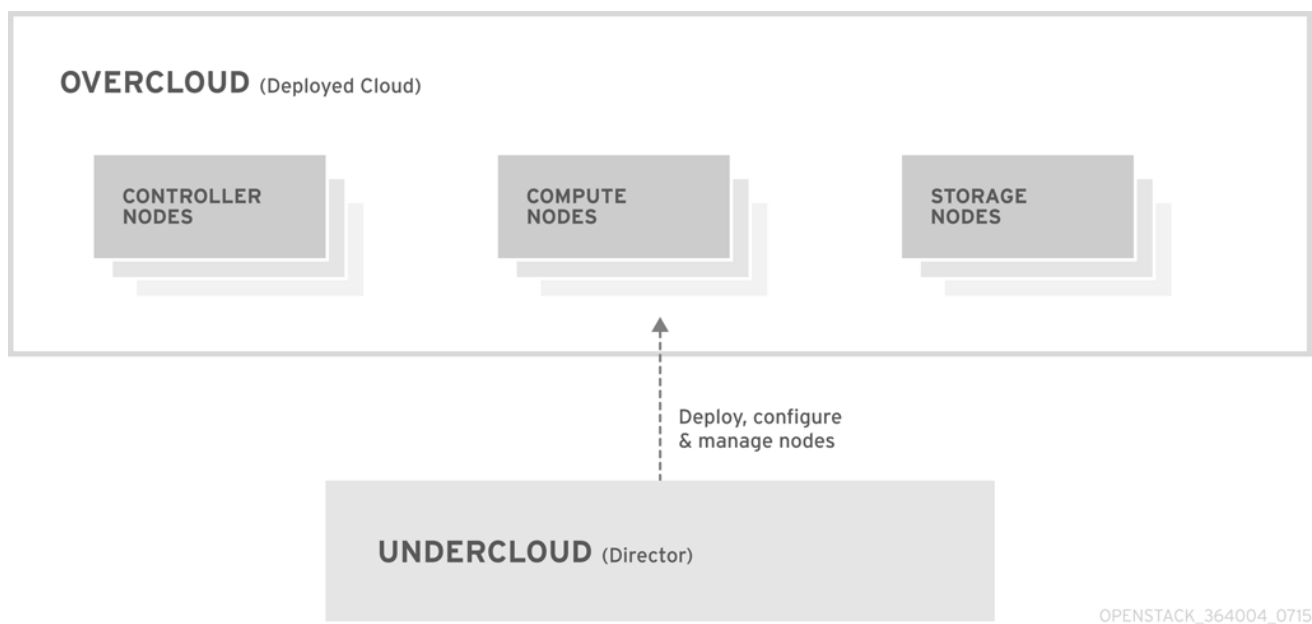 OVERCLOUD (Deployed Cloud)
CONTROLLER
NODES
COMPUTE
NODES
STORAGE
NODES
Deploy, configure
& manage nodes
UNDERCLOUD (Director)
OPENSTACK_364004_0715